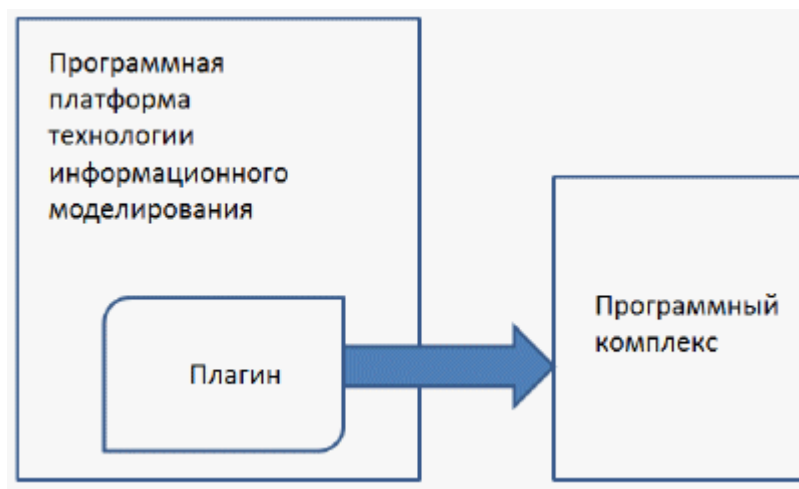 Программная
платформа
технологии
информационного
моделирования
Плагин
Программный
комплекс